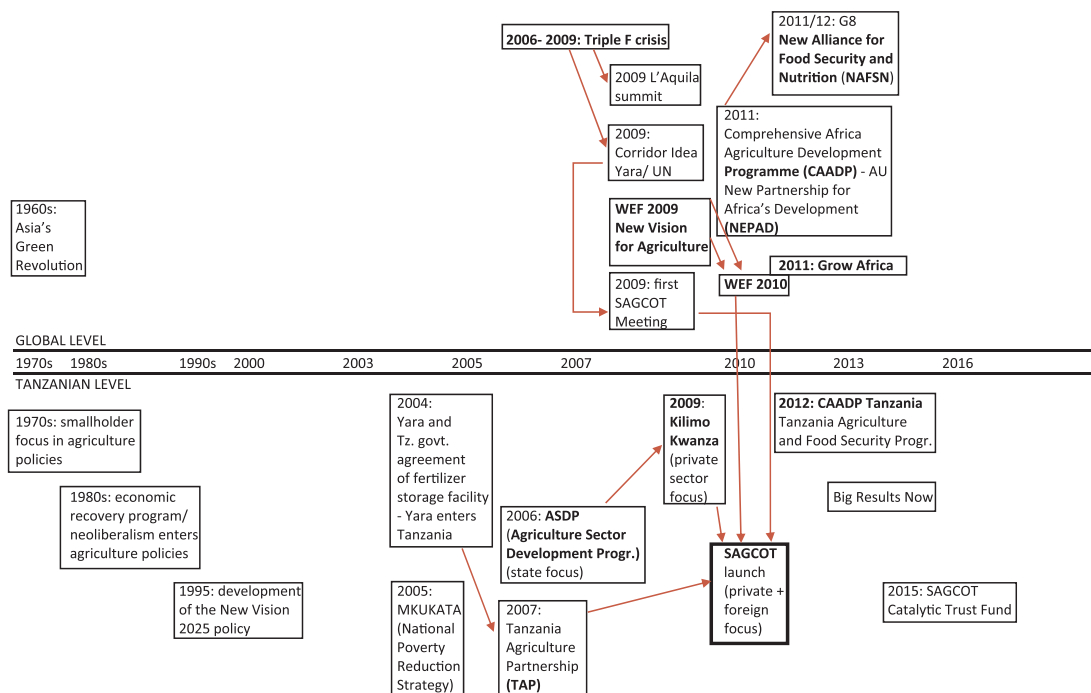 2006- 2009: Triple F crisis
2009 L’Aquila
summit
2011/12: G8
New Alliance for
Food Security and
Nutrition (NAFSN)
2009:
Corridor Idea
Yara/ UN
2011:
Comprehensive Africa
Agriculture Development
Programme (CAADP) - AU
New Partnership for
Africa’s Development
(NEPAD)
1960s:
Asia’s
Green
Revolution
WEF 2009
New Vision
for Agriculture
2011: Grow Africa
WEF 2010
2009: first
SAGCOT
Meeting
GLOBAL LEVEL
1970s 1980s 1990s 2000 2003 2005 2007 2010 2013 2016
TANZANIAN LEVEL
1970s: smallholder
focus in agriculture
policies
1980s: economic
recovery program/
neoliberalism enters
agriculture policies
1995: development
of the New Vision
2025 policy
2004:
Yara and
Tz. govt.
agreement
of fertilizer
storage facility
- Yara enters
Tanzania
2005:
MKUKATA
(National
Poverty
Reduction
Strategy)
2006: ASDP
(Agriculture Sector
Development Progr.)
(state focus)
2007:
Tanzania
Agriculture
Partnership
(TAP)
2009:
Kilimo
Kwanza
(private
sector
focus)
SAGCOT
launch
(private +
foreign
focus)
2012: CAADP Tanzania
Tanzania Agriculture
and Food Security Progr.
Big Results Now
2015: SAGCOT
Catalytic Trust Fund